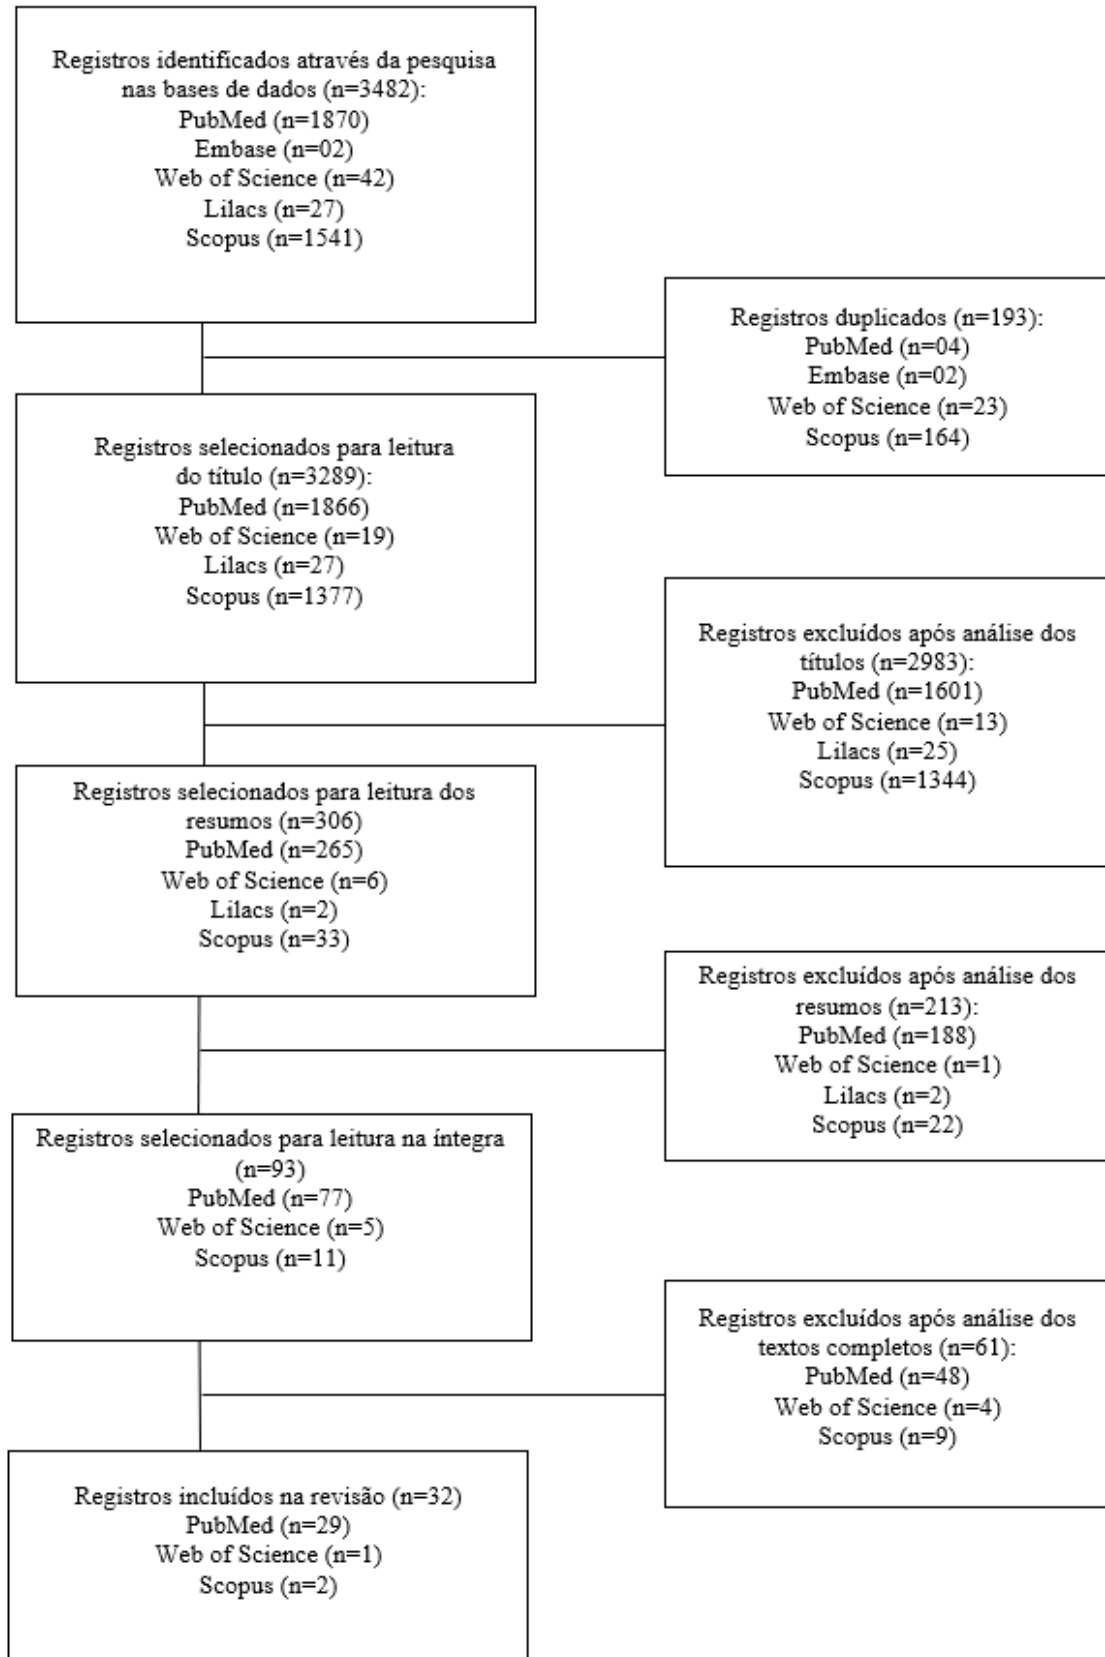 Registros identificados através da pesquisa
nas bases de dados (n=3482):
PubMed (n=1870)
Embase (n=02)
Web of Science (n=42)
Lilacs (n=27)
Scopus (n=1541)
Registros duplicados (n=193):
PubMed (n=04)
Embase (n=02)
Web of Science (n=23)
Scopus (n=164)
Registros selecionados para leitura
do título (n=3289):
PubMed (n=1866)
Web of Science (n=19)
Lilacs (n=27)
Scopus (n=1377)
Registros excluídos após análise dos
títulos (n=2983):
PubMed (n=1601)
Web of Science (n=13)
Lilacs (n=25)
Scopus (n=1344)
Registros selecionados para leitura dos
resumos (n=306)
PubMed (n=265)
Web of Science (n=6)
Lilacs (n=2)
Scopus (n=33)
Registros excluídos após análise dos
resumos (n=213):
PubMed (n=188)
Web of Science (n=1)
Lilacs (n=2)
Scopus (n=22)
Registros selecionados para leitura na íntegra
(n=93)
PubMed (n=77)
Web of Science (n=5)
Scopus (n=11)
Registros excluídos após análise dos
textos completos (n=61):
PubMed (n=48)
Web of Science (n=4)
Scopus (n=9)
Registros incluídos na revisão (n=32)
PubMed (n=29)
Web of Science (n=1)
Scopus (n=2)